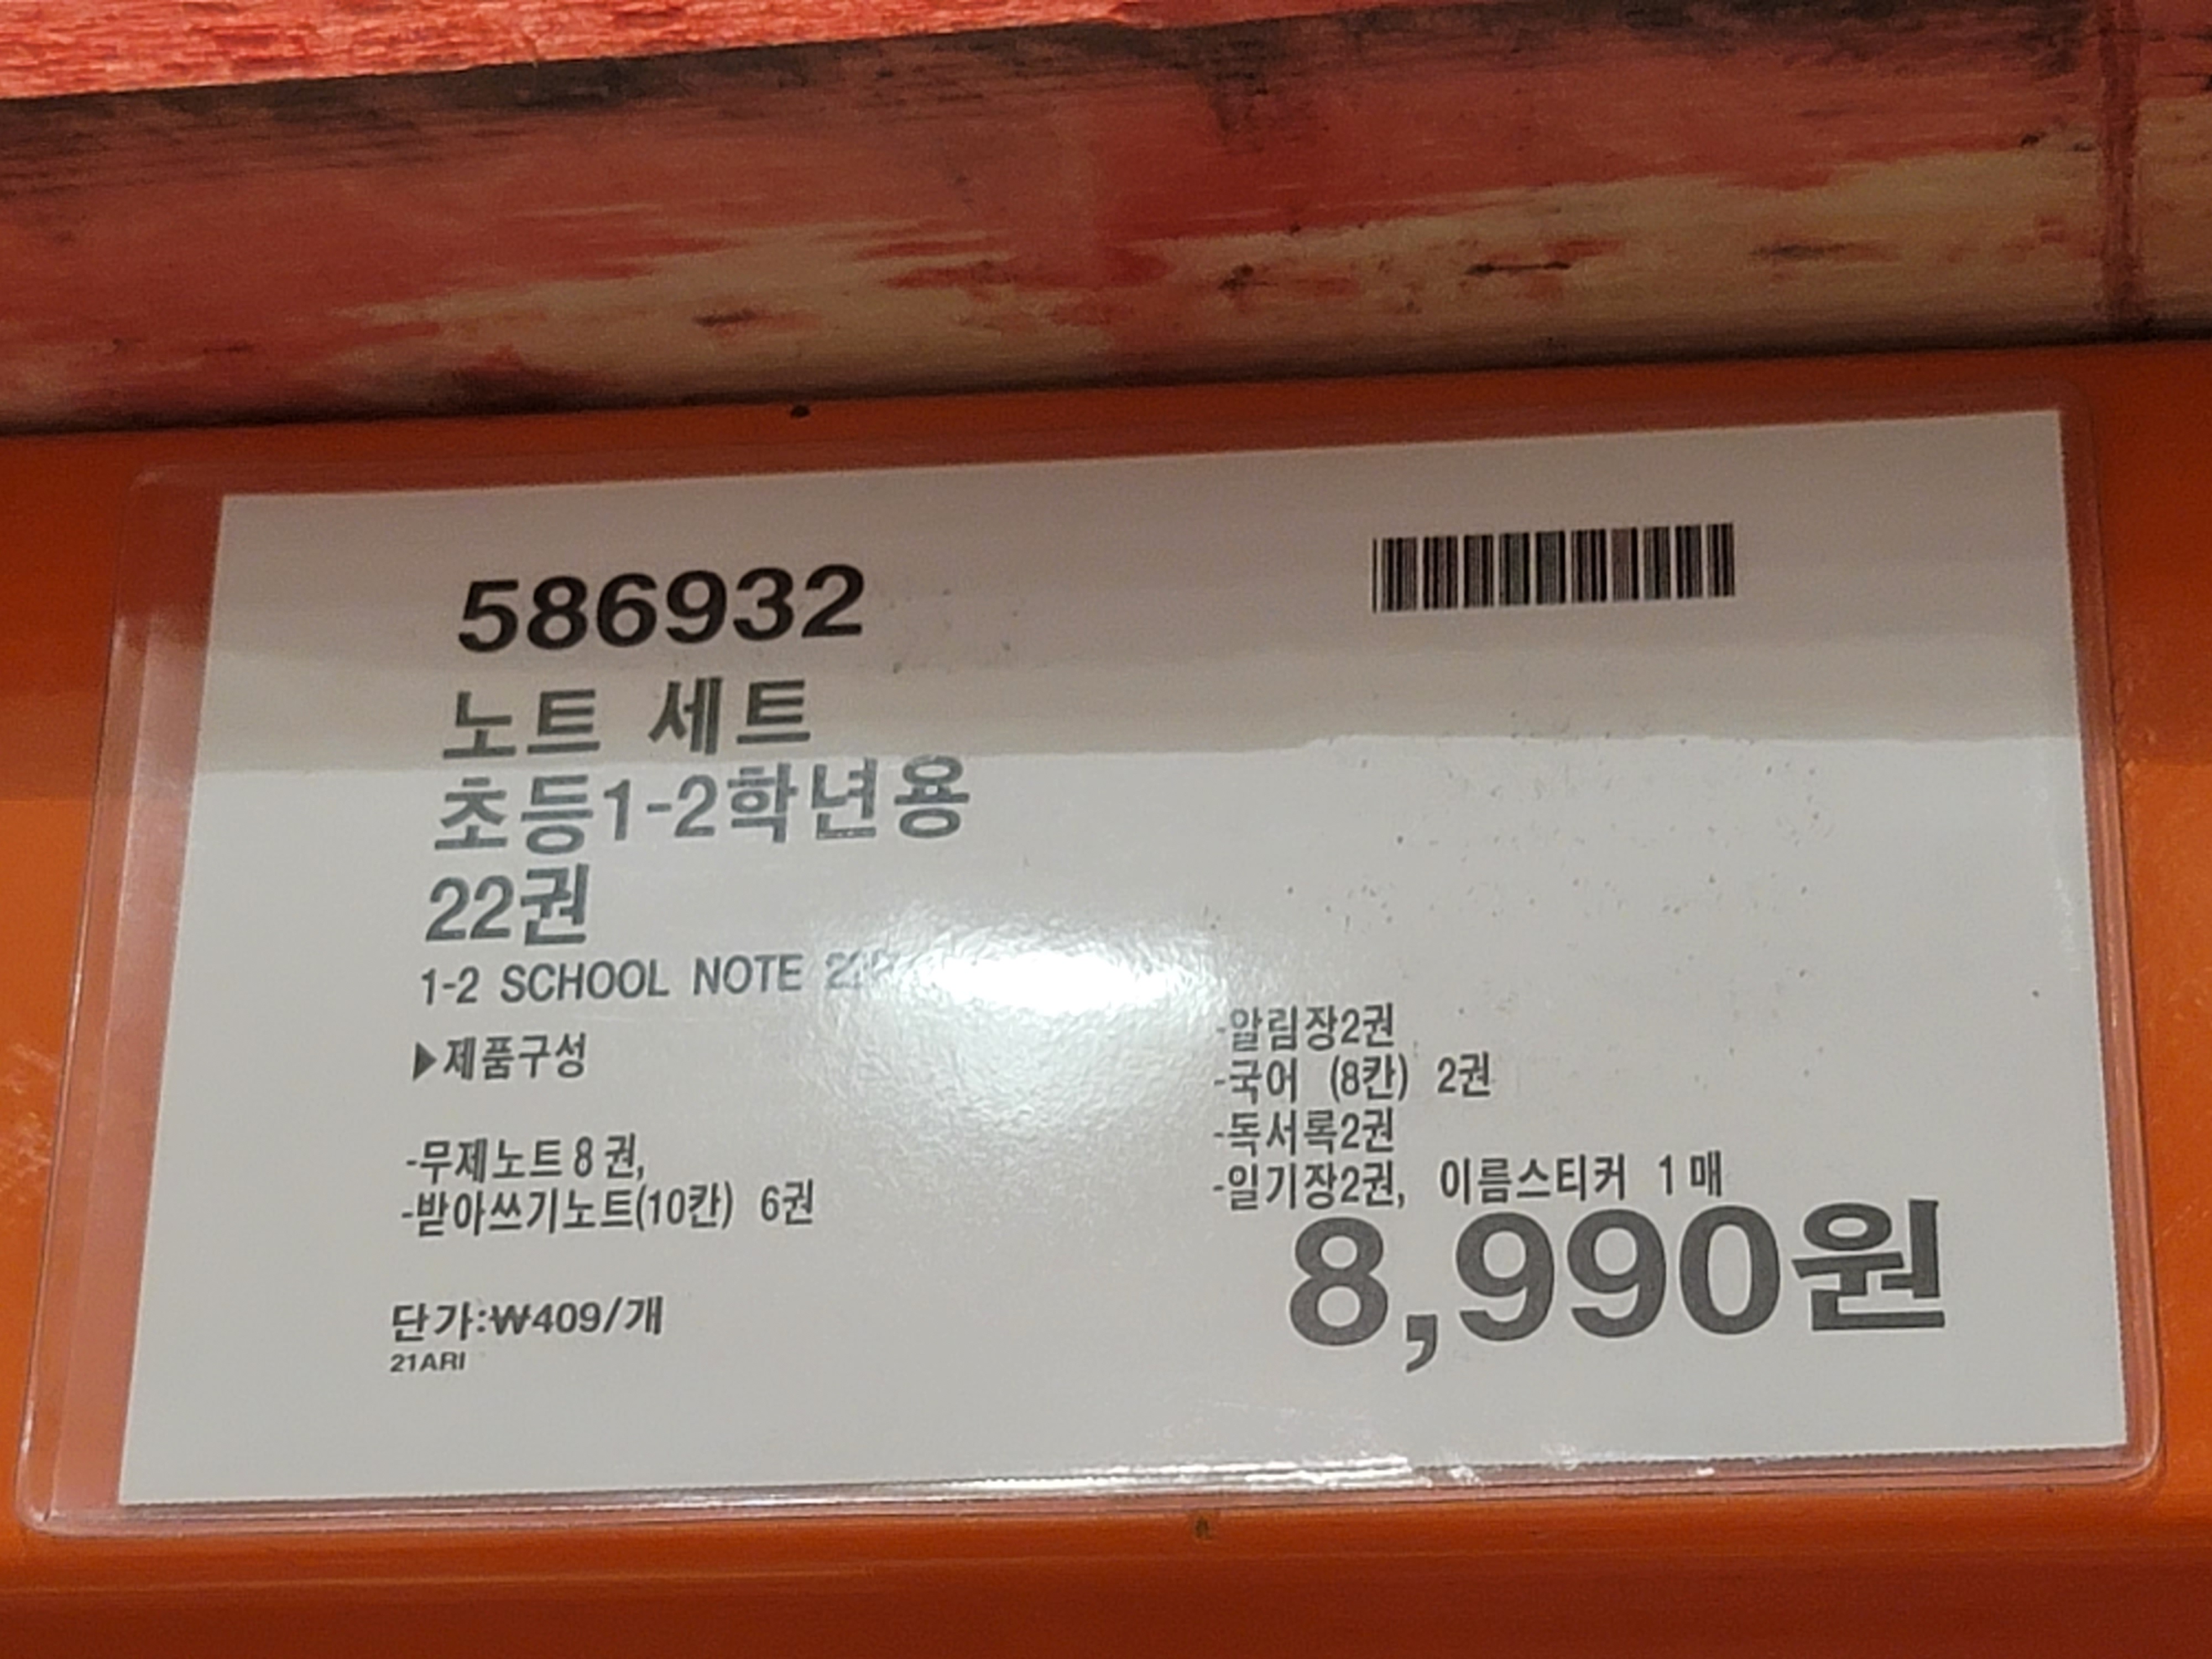 586932
노트 세트
초등1-2학년용
22권
1-2 SCHOOL NOTE
▶제품구성
-무제노트8권,
-받아쓰기노트(10칸) 6권
-알림장2권
-국어 (8칸) 2권
-독서록2권
-일기장2권, 이름스티커 1매
8,990원
단가:₩409/개
21ARI